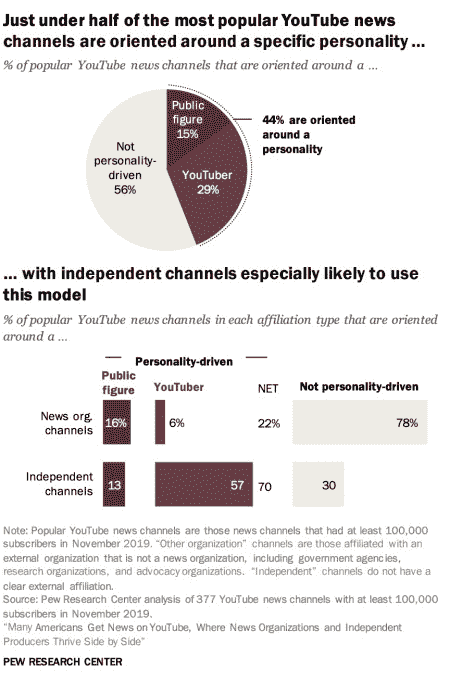 Just under half of the most popular YouTube news
channels are oriented around a specific personality ...
% of popular YouTube news channels that are oriented around a ...
Public
figure
15%
44% are oriented
around a
personality
Not
personality-
driven
56%
YouTuber
29%
... with independent channels especially likely to use
this model
% of popular YouTube news channels in each affiliation type that are oriented
around a ...
Personality-driven
Public
figure
YouTuber
NET
Not personality-driven
News org.
channels
16%
6%
22%
78%
Independent
channels
13
57
70
30
Note: Popular YouTube news channels are those news channels that had at least 100,000
subscribers in November 2019. “Other organization” channels are those affiliated with an
external organization that is not a news organization, including government agencies,
research organizations, and advocacy organizations. “Independent” channels do not have a
clear external affiliation.
Source: Pew Research Center analysis of 377 YouTube news channels with at least 100,000
subscribers in November 2019.
“Many Americans Get News on YouTube, Where News Organizations and Independent
Producers Thrive Side by Side”
PEW RESEARCH CENTER